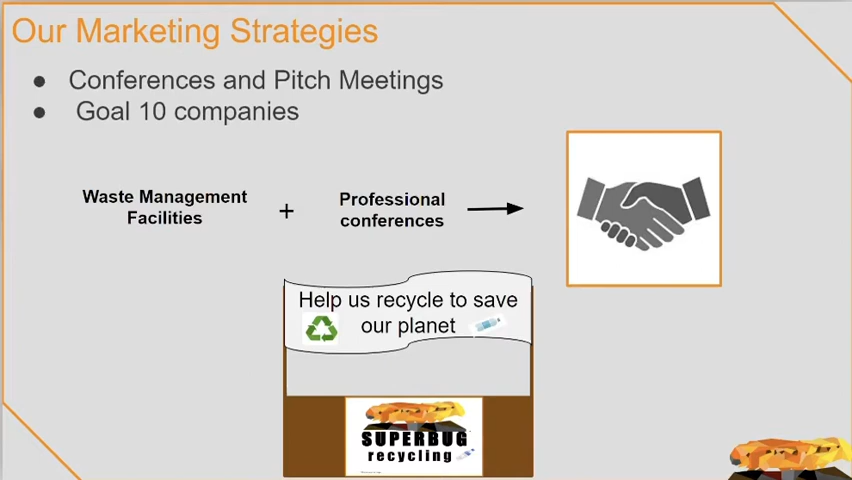 Our Marketing Strategies
● Conferences and Pitch Meetings
● Goal 10 companies
Waste Management
Facilities
+
Professional
conferences
Help us recycle to save
our planet
SUPERBUG
recycling